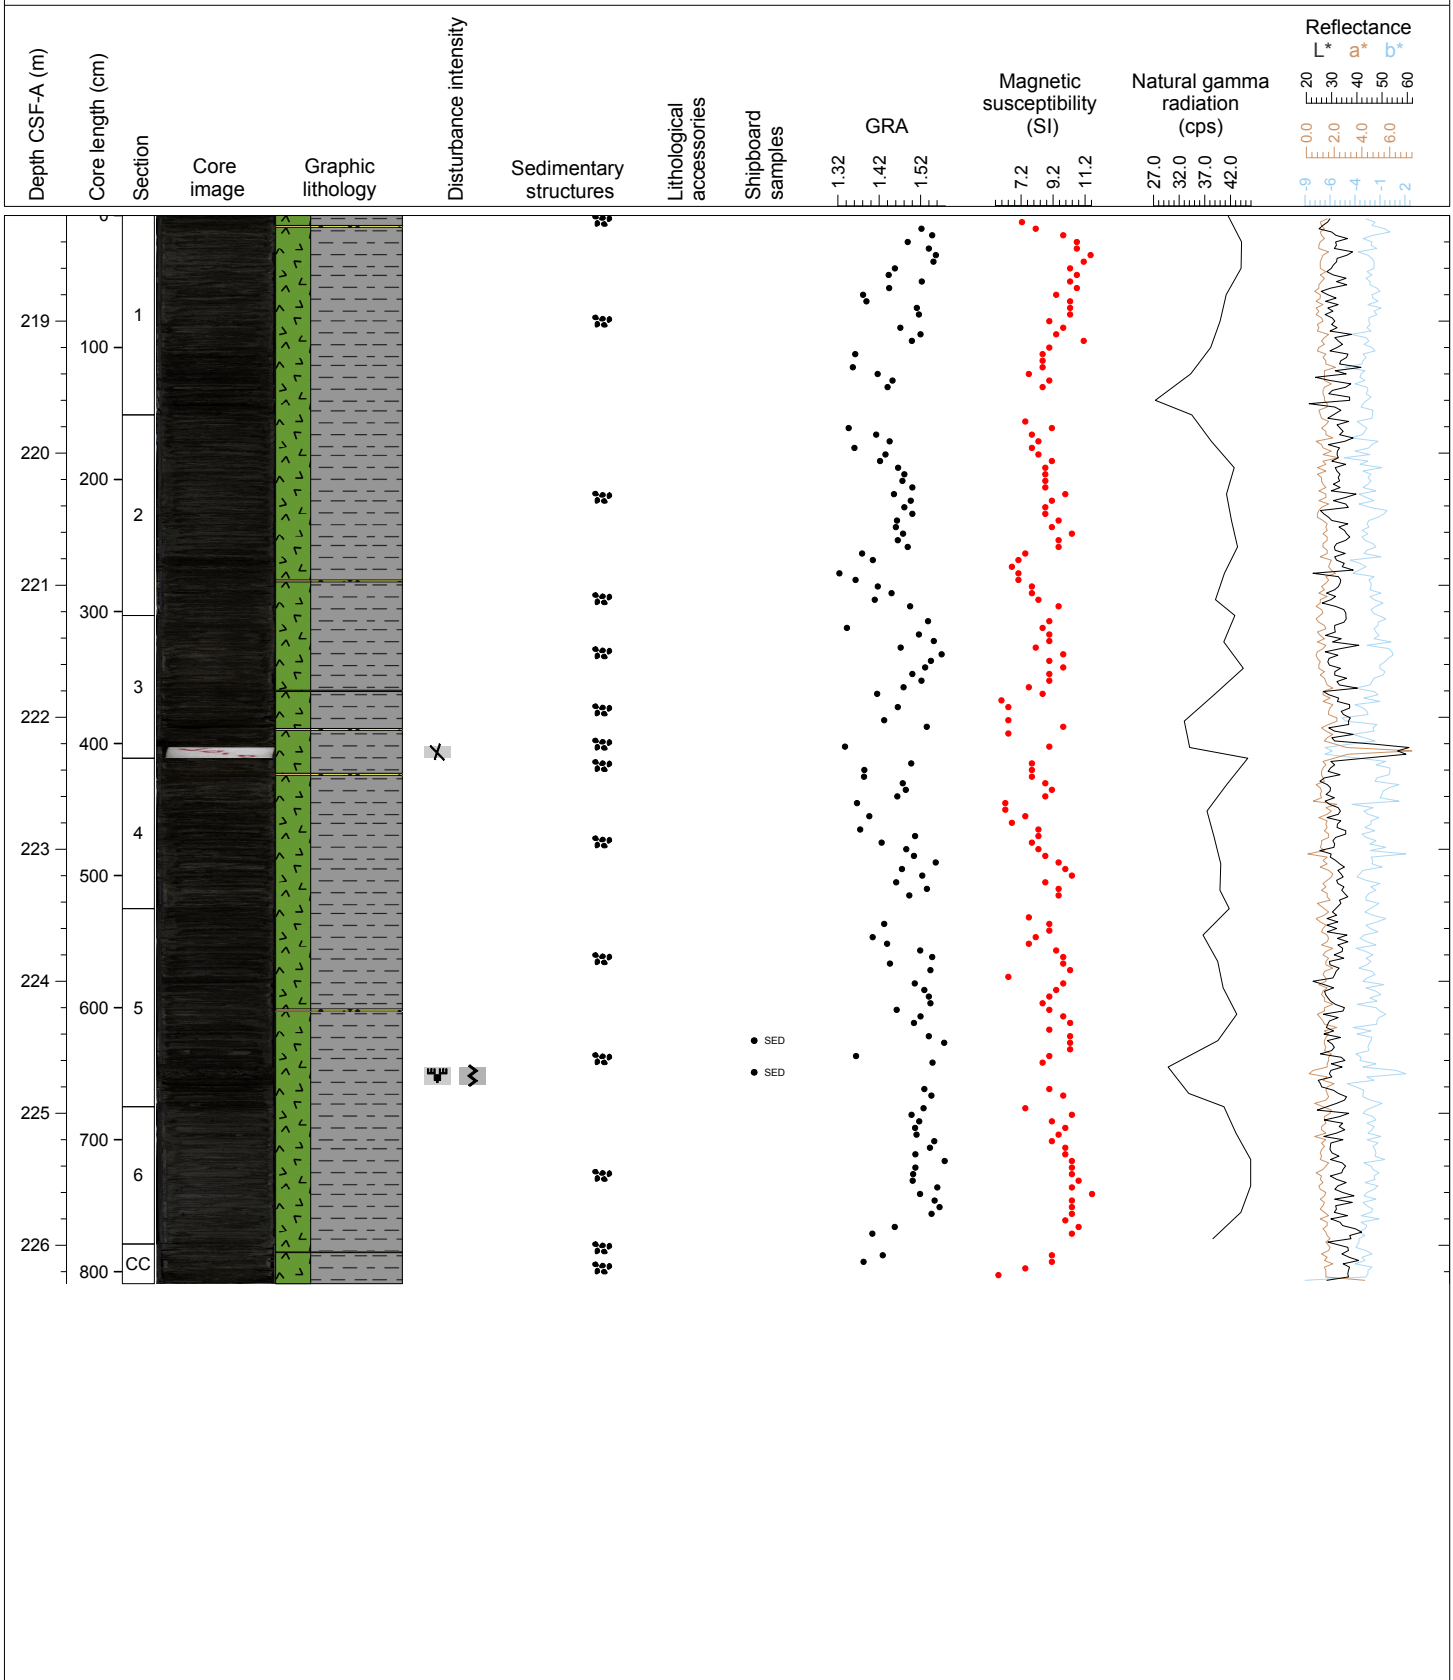 Depth CSF-A (m)
Core length (cm)
Section
Core
image
Graphic
lithology
Disturbance intensity
Sedimentary
structures
Lithological
accessories
Shipboard
samples
GRA
1.32 1.42 1.52
Magnetic
susceptibility
(SI)
7.2 9.2 11.2
Natural gamma
radiation
(cps)
27.0 32.0 37.0 42.0
Reflectance
L* a* b*
20 30 40 50 60
0.0 2.0 4.0 6.0
-9 -6 -4 -1 2
0
1
219
100
220
200
2
221
300
3
222
400
4
223
500
224
600
5
SED
SED
225
700
6
226
CC
800